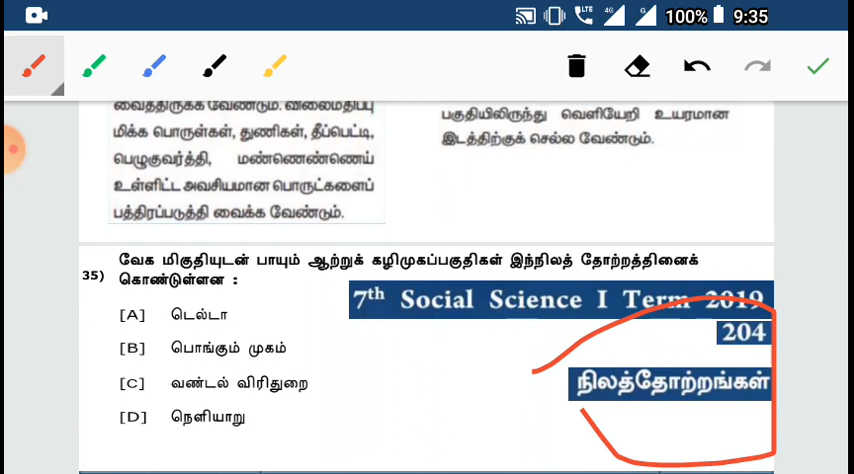 LTE 4G G 100% 9:35
வைத்திருக்க வேண்டும். விலைமதிப்பு
மிக்க பொருள்கள், துணிகள், தீப்பெட்டி,
பெழுகுவர்த்தி, மண்ணெண்ணெய்
உள்ளிட்ட அவசியமான பொருட்களைப்
பத்திரப்படுத்தி வைக்க வேண்டும்.
பகுதியிலிருந்து வெளியேறி உயரமான
இடத்திற்குக் செல்ல வேண்டும்.
35) வேக மிகுதியுடன் பாயும் ஆற்றுக் கழிமுகப்பகுதிகள் இந்நிலத் தோற்றத்தினைக்
கொண்டுள்ளன :
7th Social Science I Term 2019
204
நிலத்தோற்றங்கள்
[A] டெல்டா
[B] பொங்கும் முகம்
[C] வண்டல் விரிதுறை
[D] நெளியாறு